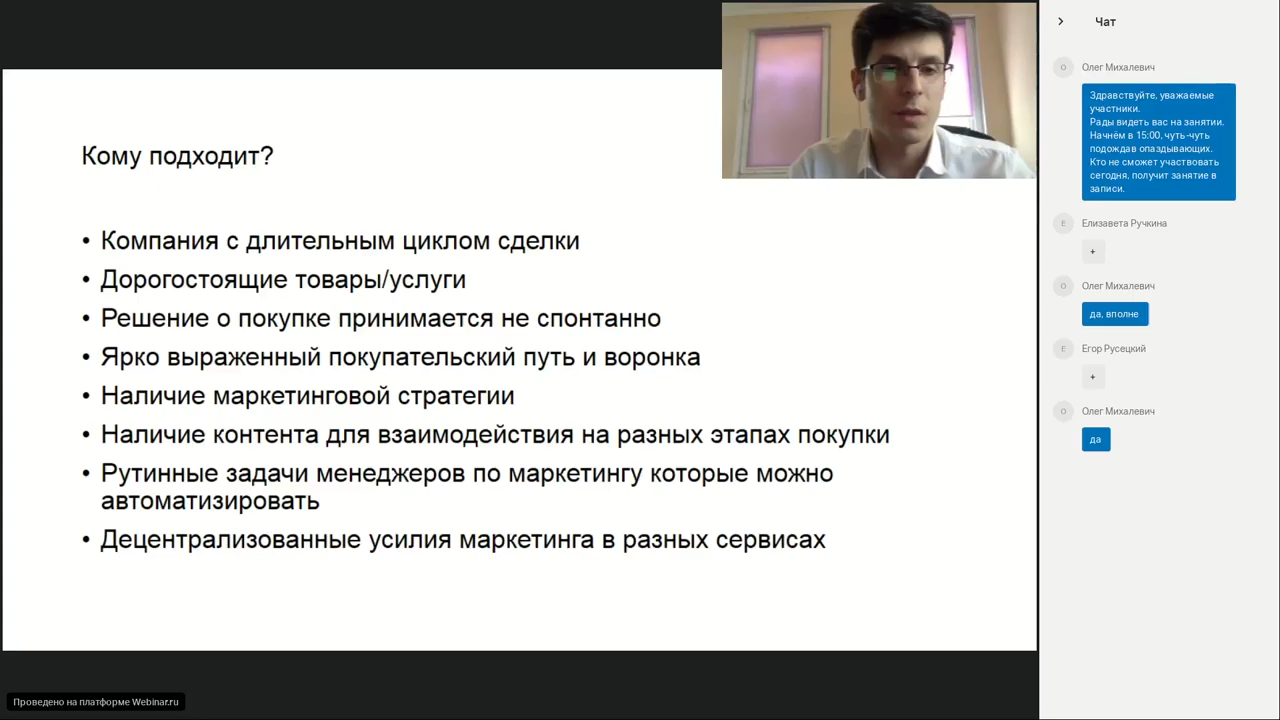 Кому подходит?
• Компания с длительным циклом сделки
• Дорогостоящие товары/услуги
• Решение о покупке принимается не спонтанно
• Ярко выраженный покупательский путь и воронка
• Наличие маркетинговой стратегии
• Наличие контента для взаимодействия на разных этапах покупки
• Рутинные задачи менеджеров по маркетингу которые можно
автоматизировать
• Децентрализованные усилия маркетинга в разных сервисах
Проведено на платформе Webinar.ru
Чат
О
Олег Михалевич
Здравствуйте, уважаемые
участники.
Рады видеть вас на занятии.
Начнём в 15:00, чуть-чуть
подождав опаздывающих.
Кто не сможет участвовать
сегодня, получит занятие в
записи.
Е
Елизавета Ручкина
+
О
Олег Михалевич
да, вполне
Е
Егор Русецкий
+
О
Олег Михалевич
да